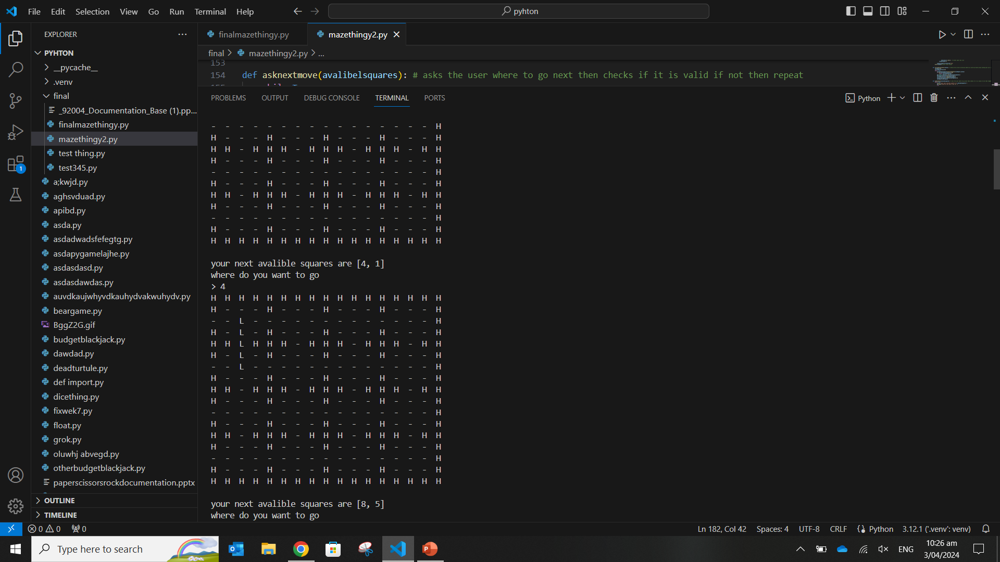 File Edit Selection View Go Run Terminal Help
pyhton
EXPLORER
PYHTON
__pycache__
.venv
final
_92004_Documentation_Base (1).pp...
finalmazethingy.py
mazethingy2.py
test thing.py
test345.py
a;kwjd.py
aghsvduad.py
apibd.py
asda.py
asdadwadsfefegtg.py
asdapygamelajhe.py
asdasdasd.py
asdasdawdas.py
auvdkaujwhyvdkauhydvakwuhydv.py
beargame.py
BggZ2G.gif
budgetblackjack.py
dawdad.py
deadturtule.py
def import.py
dicething.py
fixwek7.py
float.py
grok.py
oluwhj abvegd.py
otherbudgetblackjack.py
paperscissorsrockdocumentation.pptx
OUTLINE
TIMELINE
finalmazethingy.py mazethingy2.py
final > mazethingy2.py > ...
153
154 def asknextmove(avalibelsquares): # asks the user where to go next then checks if it is valid if not then repeat
PROBLEMS OUTPUT DEBUG CONSOLE TERMINAL PORTS
Python
- - - - - - - - - - - - - - - - H
H - - - H - - - H - - - H - - - H
H H - H H H - H H H - H H H - H H
H - - - H - - - H - - - H - - - H
- - - - - - - - - - - - - - - - H
H - - - H - - - H - - - H - - - H
H H - H H H - H H H - H H H - H H
H - - - H - - - H - - - H - - - H
- - - - - - - - - - - - - - - - H
H - - - H - - - H - - - H - - - H
H H H H H H H H H H H H H H H H H
your next avalible squares are [4, 1]
where do you want to go
> 4
H H H H H H H H H H H H H H H H H
H - - - H - - - H - - - H - - - H
- - L - - - - - - - - - - - - - H
H - L - H - - - H - - - H - - - H
H H L H H H - H H H - H H H - H H
H - L - H - - - H - - - H - - - H
- - L - - - - - - - - - - - - - H
H - - - H - - - H - - - H - - - H
H H - H H H - H H H - H H H - H H
H - - - H - - - H - - - H - - - H
- - - - - - - - - - - - - - - - H
H - - - H - - - H - - - H - - - H
H H - H H H - H H H - H H H - H H
H - - - H - - - H - - - H - - - H
- - - - - - - - - - - - - - - - H
H - - - H - - - H - - - H - - - H
H H H H H H H H H H H H H H H H H
your next avalible squares are [8, 5]
where do you want to go
1
0 0 0
Ln 182, Col 42 Spaces: 4 UTF-8 CRLF Python 3.12.1 ('.venv': venv)
Type here to search
ENG
10:26 am
3/04/2024